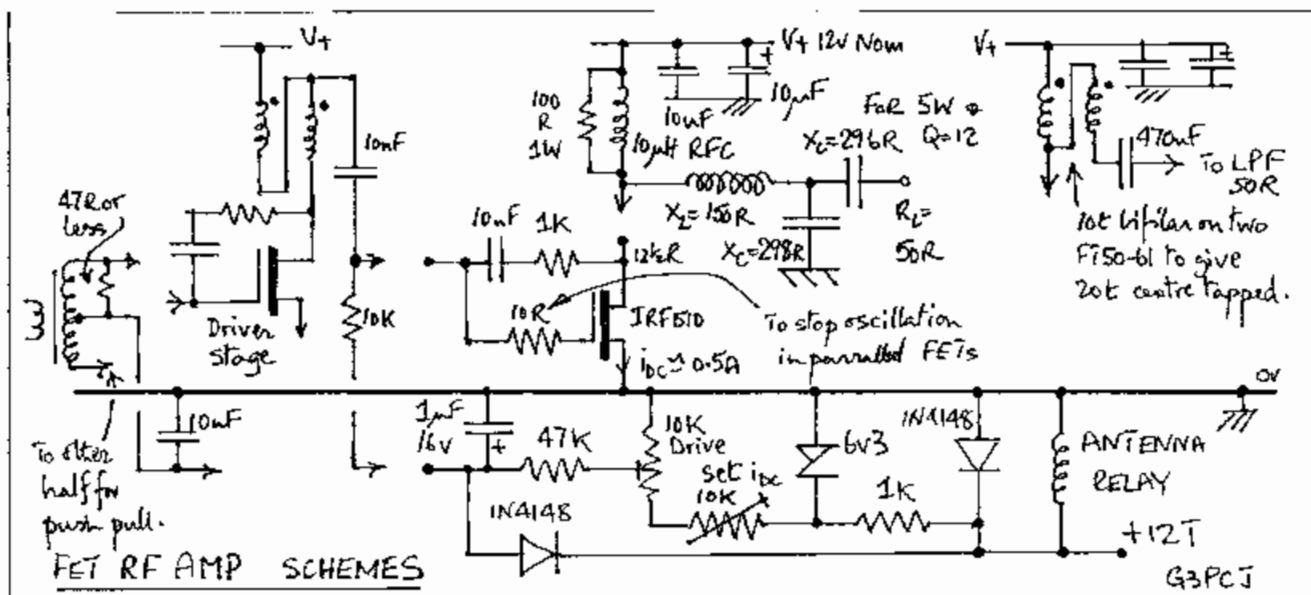 V+
10nF
47R or
less
Driver
stage
10K
10nF
To other
half for
push pull.
FET RF AMP SCHEMES
V+ 12v Nom
100
R
1W
10µH RFC
10nF
10µF
FOR 5W &
Q=12
Xc=296R
XL=150R
Xc=298R
RL=
50R
10nF
1K
12½R
10R
IRF510
iDC ≈ 0.5A
To stop oscillation
in parralled FETs
V+
470nF
To LPF
50R
10t bifilar on two
FT50-61 to give
20t centre tapped.
0V
1µF
16v
47K
10K
Drive
set iDC
10K
6v3
1N4148
1K
1N4148
ANTENNA
RELAY
+12T
G3PCJ